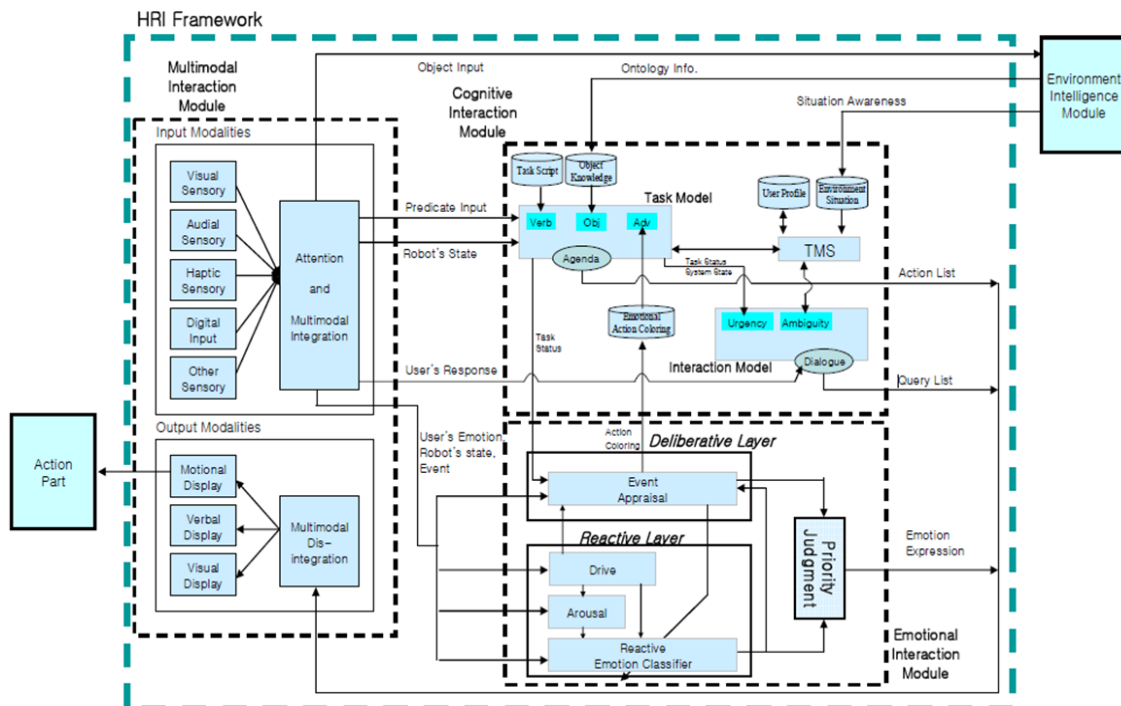 HRI Framework
Multimodal
Interaction
Module
Object Input
Cognitive
Interaction
Module
Ontology Info.
Situation Awareness
Environment
Intelligence
Module
Input Modalities
Visual
Sensory
Audial
Sensory
Haptic
Sensory
Digital
Input
Other
Sensory
Attention
and
Multimodal
Integration
Predicate Input
Robot's State
User's Response
Task Script
Object
Knowledge
Task Model
Verb
Obj
Adv
Agenda
User Profile
Environment
Situation
TMS
Task Status
System State
Action List
Emotional
Action Coloring
Urgency
Ambiguity
Dialogue
Interaction Model
Query List
Task
Status
Output Modalities
Motional
Display
Verbal
Display
Visual
Display
Multimodal
Dis-
integration
Action
Part
User's Emotion,
Robot's state,
Event
Action
Coloring
Deliberative Layer
Event
Appraisal
Reactive Layer
Drive
Arousal
Reactive
Emotion Classifier
Priority
Judgment
Emotion
Expression
Emotional
Interaction
Module